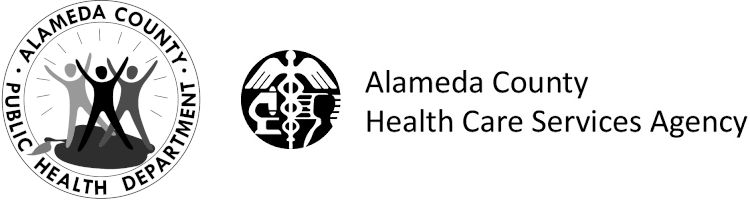 ALAMEDA COUNTY
PUBLIC HEALTH DEPARTMENT
Alameda County
Health Care Services Agency